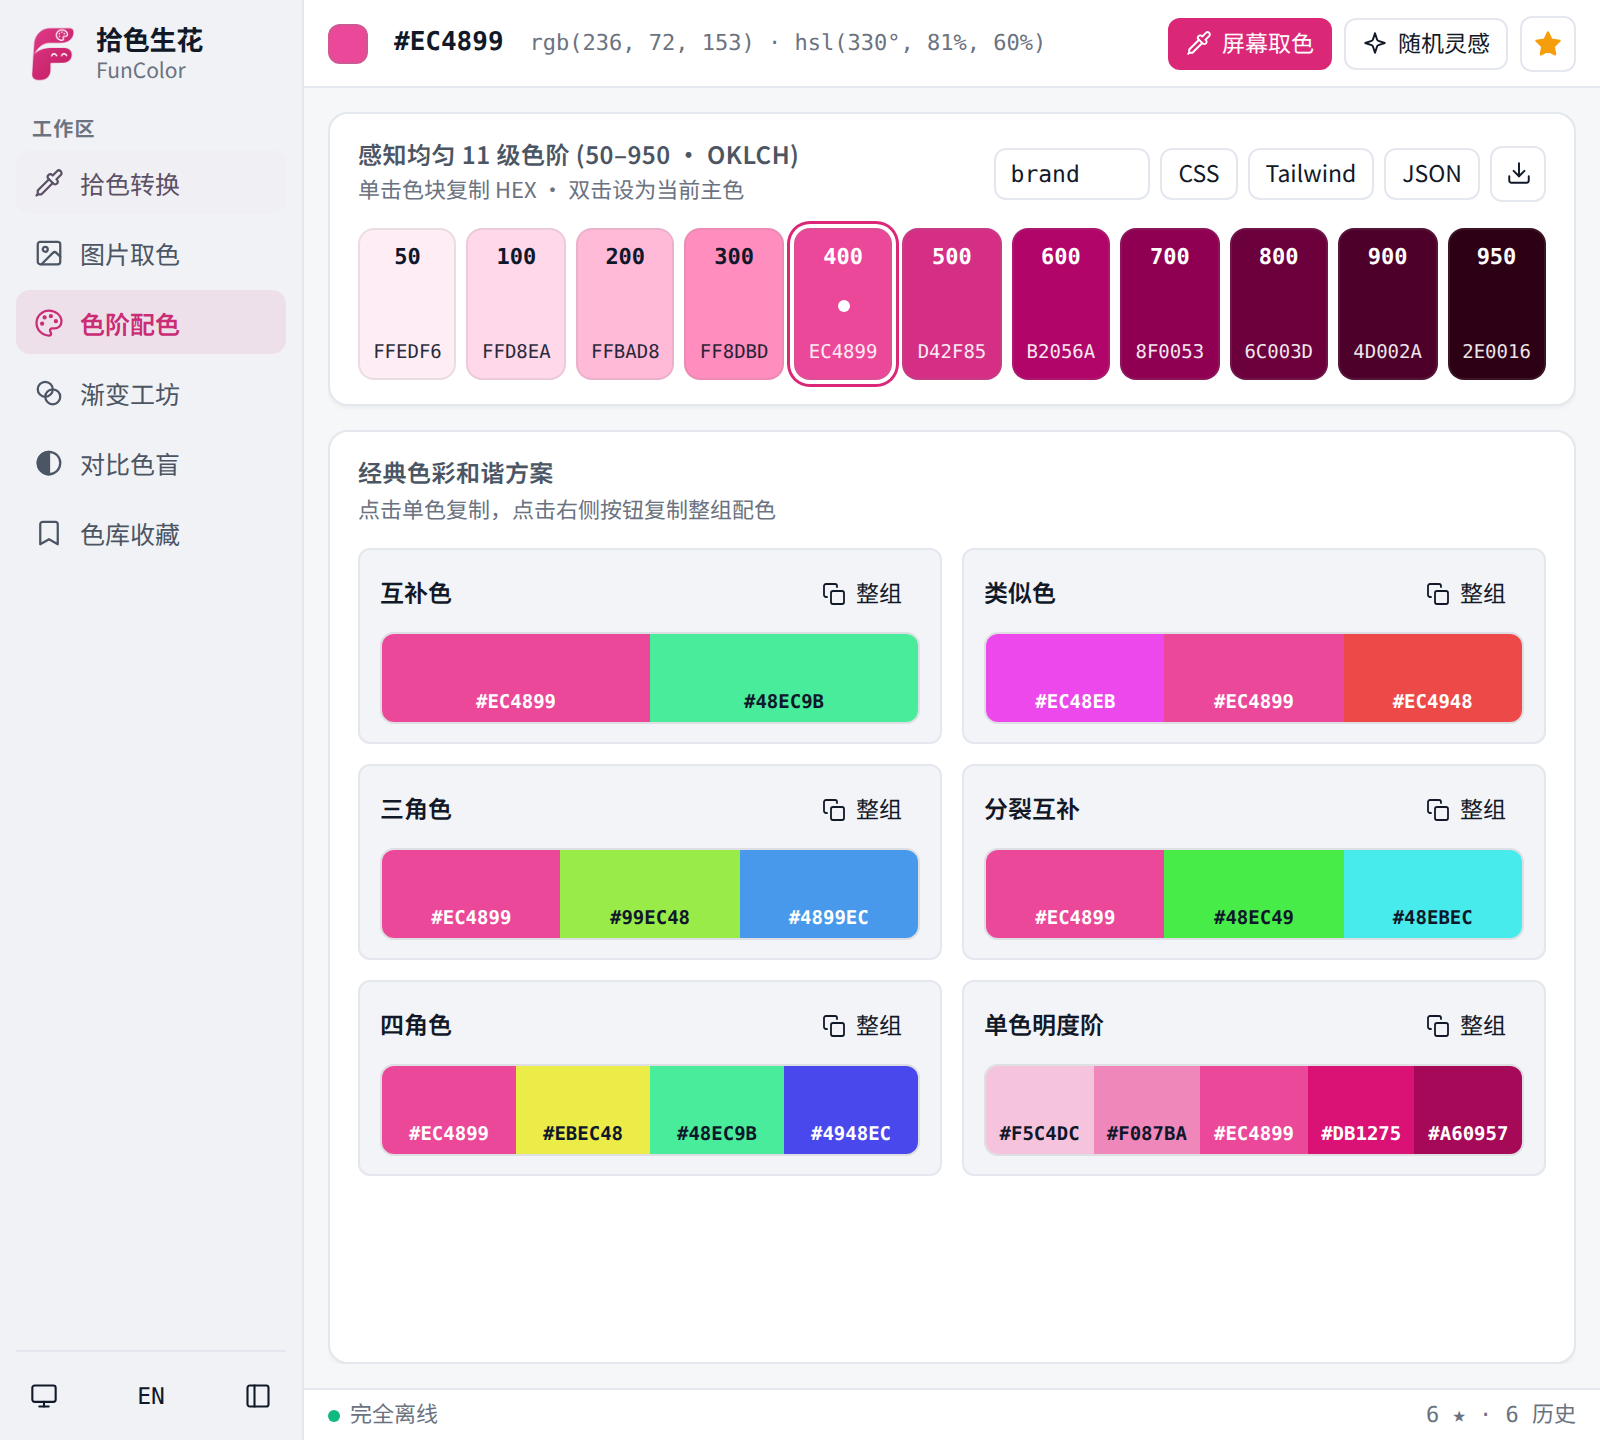 拾色生花
FunColor
工作区
拾色转换
图片取色
色阶配色
渐变工坊
对比色盲
色库收藏
EN
#EC4899 rgb(236, 72, 153) · hsl(330°, 81%, 60%)
屏幕取色
随机灵感
感知均匀 11 级色阶 (50–950 • OKLCH)
单击色块复制 HEX • 双击设为当前主色
brand
CSS
Tailwind
JSON
50 100 200 300 400 500 600 700 800 900 950
FFEDF6 FFD8EA FFBAD8 FF8DBD EC4899 D42F85 B2056A 8F0053 6C003D 4D002A 2E0016
经典色彩和谐方案
点击单色复制，点击右侧按钮复制整组配色
互补色 整组
#EC4899 #48EC9B
类似色 整组
#EC48EB #EC4899 #EC4948
三角色 整组
#EC4899 #99EC48 #4899EC
分裂互补 整组
#EC4899 #48EC49 #48EBEC
四角色 整组
#EC4899 #EBEC48 #48EC9B #4948EC
单色明度阶 整组
#F5C4DC #F087BA #EC4899 #DB1275 #A60957
完全离线
6 ★ · 6 历史